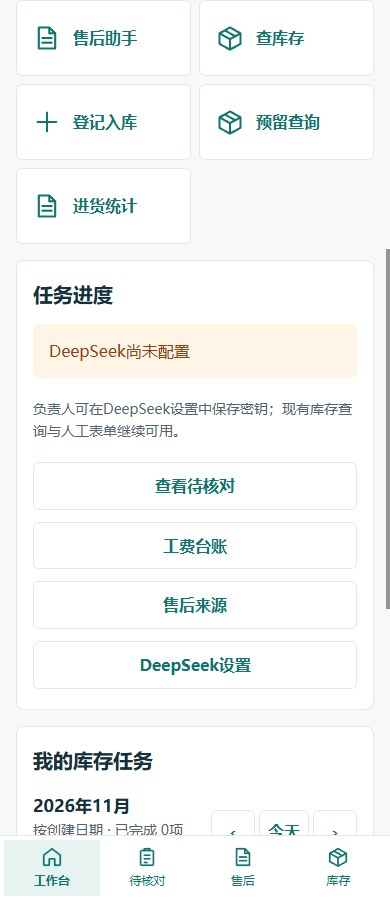 售后助手
查库存
登记入库
预留查询
进货统计
任务进度
DeepSeek尚未配置
负责人可在DeepSeek设置中保存密钥；现有库存查
询与人工表单继续可用。
查看待核对
工费台账
售后来源
DeepSeek设置
我的库存任务
2026年11月
按创建日期 · 已完成 0项
‹
今天
›
工作台
待核对
售后
库存